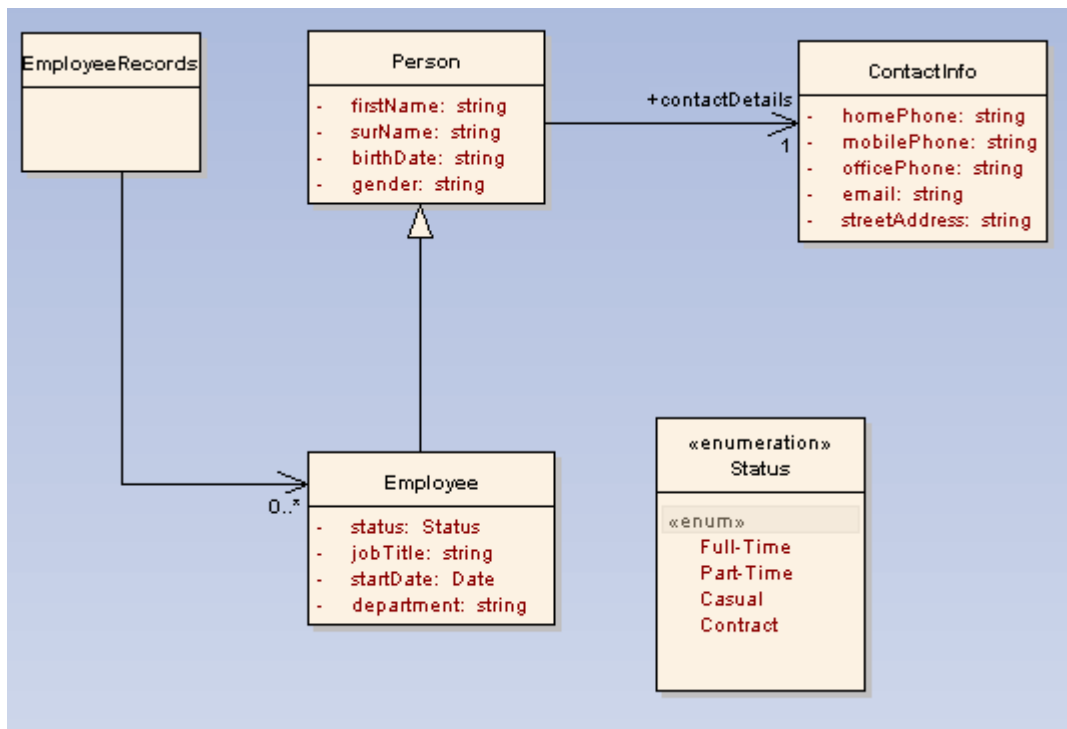 EmployeeRecords
Person
- firstName: string
- surName: string
- birthDate: string
- gender: string
+contactDetails
1
ContactInfo
- homePhone: string
- mobilePhone: string
- officePhone: string
- email: string
- streetAddress: string
0..*
Employee
- status: Status
- jobTitle: string
- startDate: Date
- department: string
«enumeration»
Status
«enum»
Full-Time
Part-Time
Casual
Contract